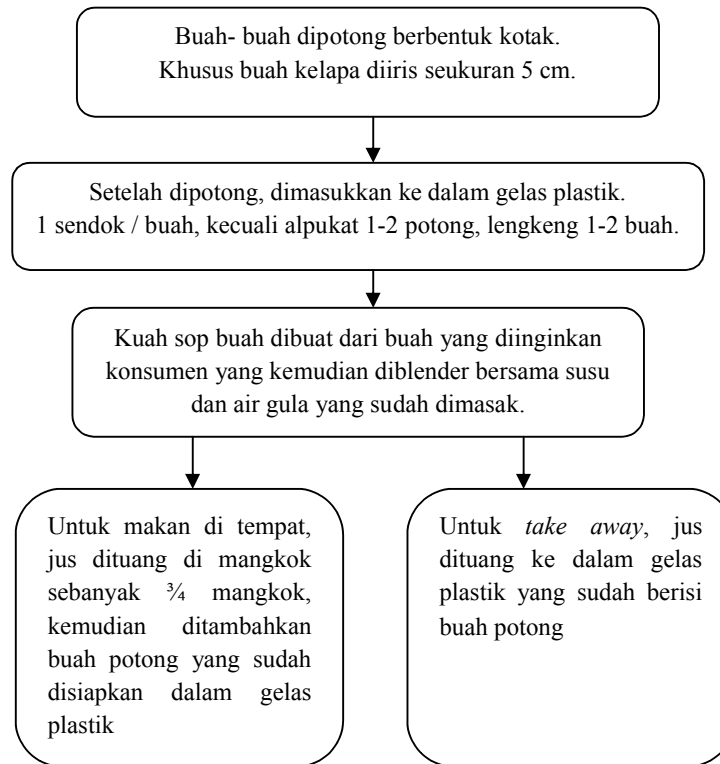 Buah- buah dipotong berbentuk kotak.
Khusus buah kelapa diiris seukuran 5 cm.
Setelah dipotong, dimasukkan ke dalam gelas plastik.
1 sendok / buah, kecuali alpukat 1-2 potong, lengkeng 1-2 buah.
Kuah sop buah dibuat dari buah yang diinginkan
konsumen yang kemudian diblender bersama susu
dan air gula yang sudah dimasak.
Untuk makan di tempat,
jus dituang di mangkok
sebanyak ¾ mangkok,
kemudian ditambahkan
buah potong yang sudah
disiapkan dalam gelas
plastik
Untuk take away, jus
dituang ke dalam gelas
plastik yang sudah berisi
buah potong